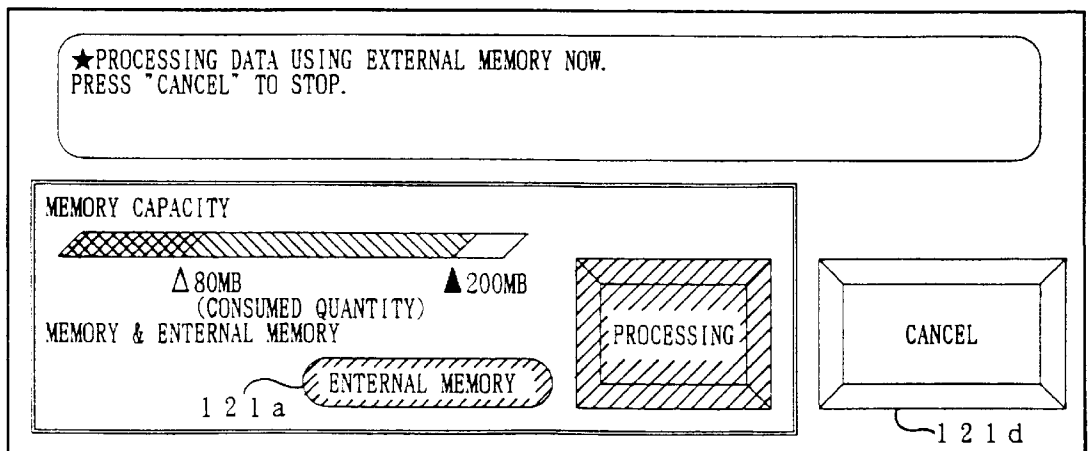 ★PROCESSING DATA USING EXTERNAL MEMORY NOW.
PRESS "CANCEL" TO STOP.
MEMORY CAPACITY
△80MB
▲200MB
(CONSUMED QUANTITY)
MEMORY & ENTERNAL MEMORY
ENTERNAL MEMORY
121a
PROCESSING
CANCEL
121d